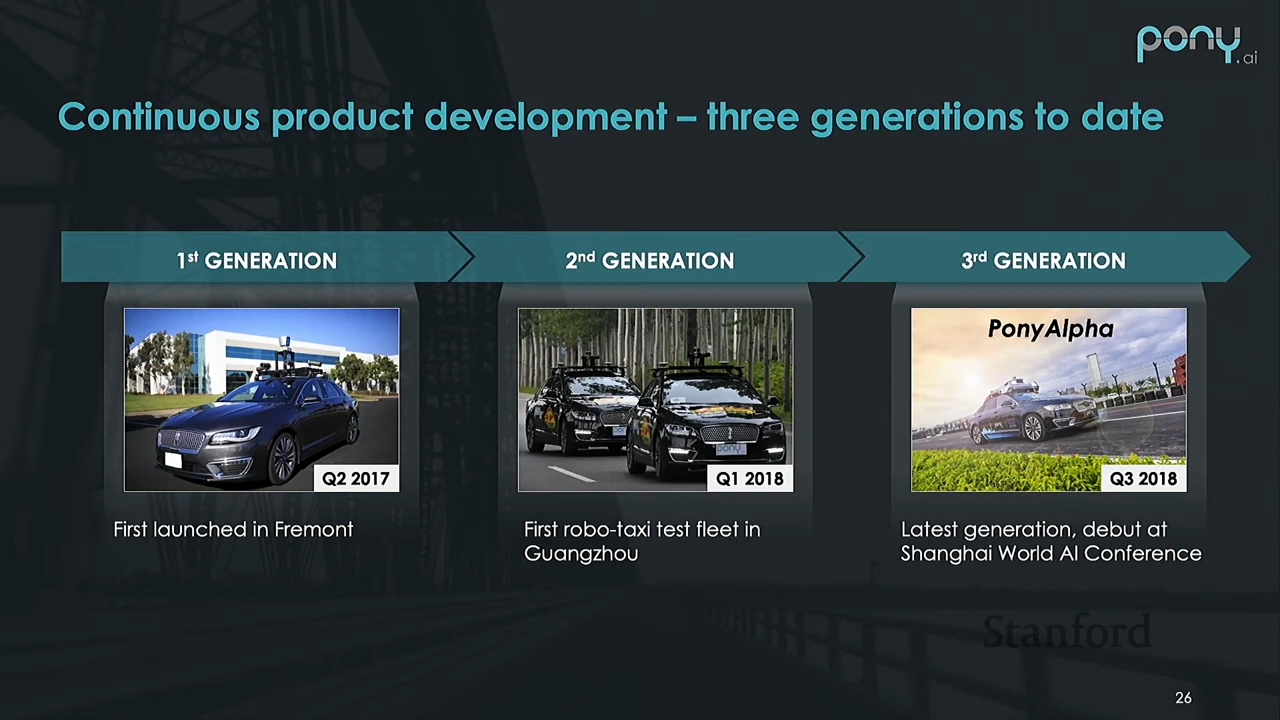 pony.ai
Continuous product development – three generations to date
1st GENERATION
2nd GENERATION
3rd GENERATION
PonyAlpha
pony
Q2 2017
Q1 2018
Q3 2018
First launched in Fremont
First robo-taxi test fleet in
Guangzhou
Latest generation, debut at
Shanghai World AI Conference
Stanford
26